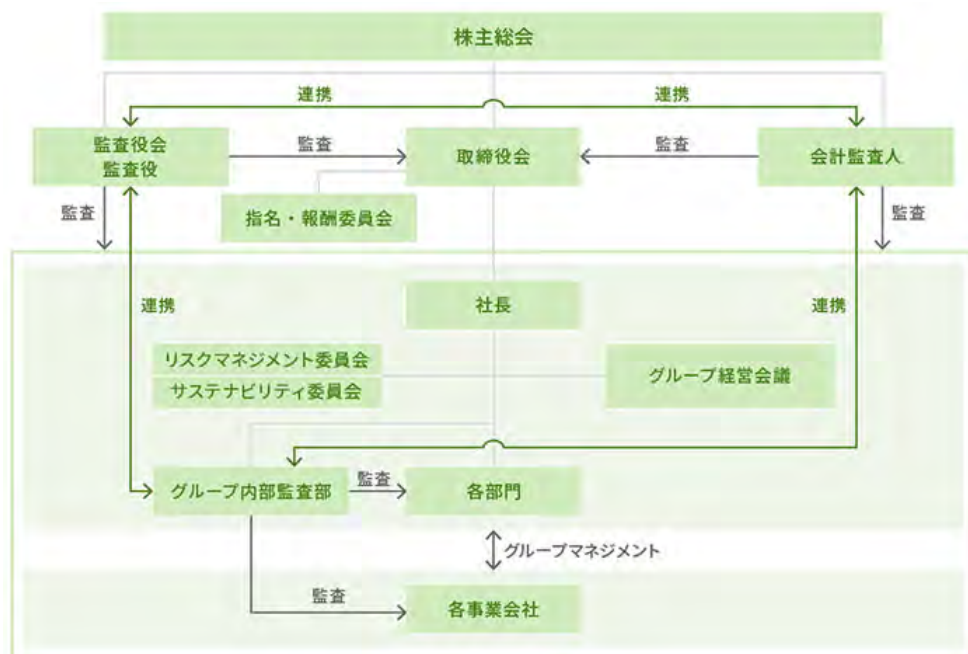 株主総会
連携
連携
監査役会
監査役
監査
取締役会
監査
会計監査人
監査
指名・報酬委員会
監査
連携
社長
連携
リスクマネジメント委員会
サステナビリティ委員会
グループ経営会議
グループ内部監査部
監査
各部門
グループマネジメント
監査
各事業会社